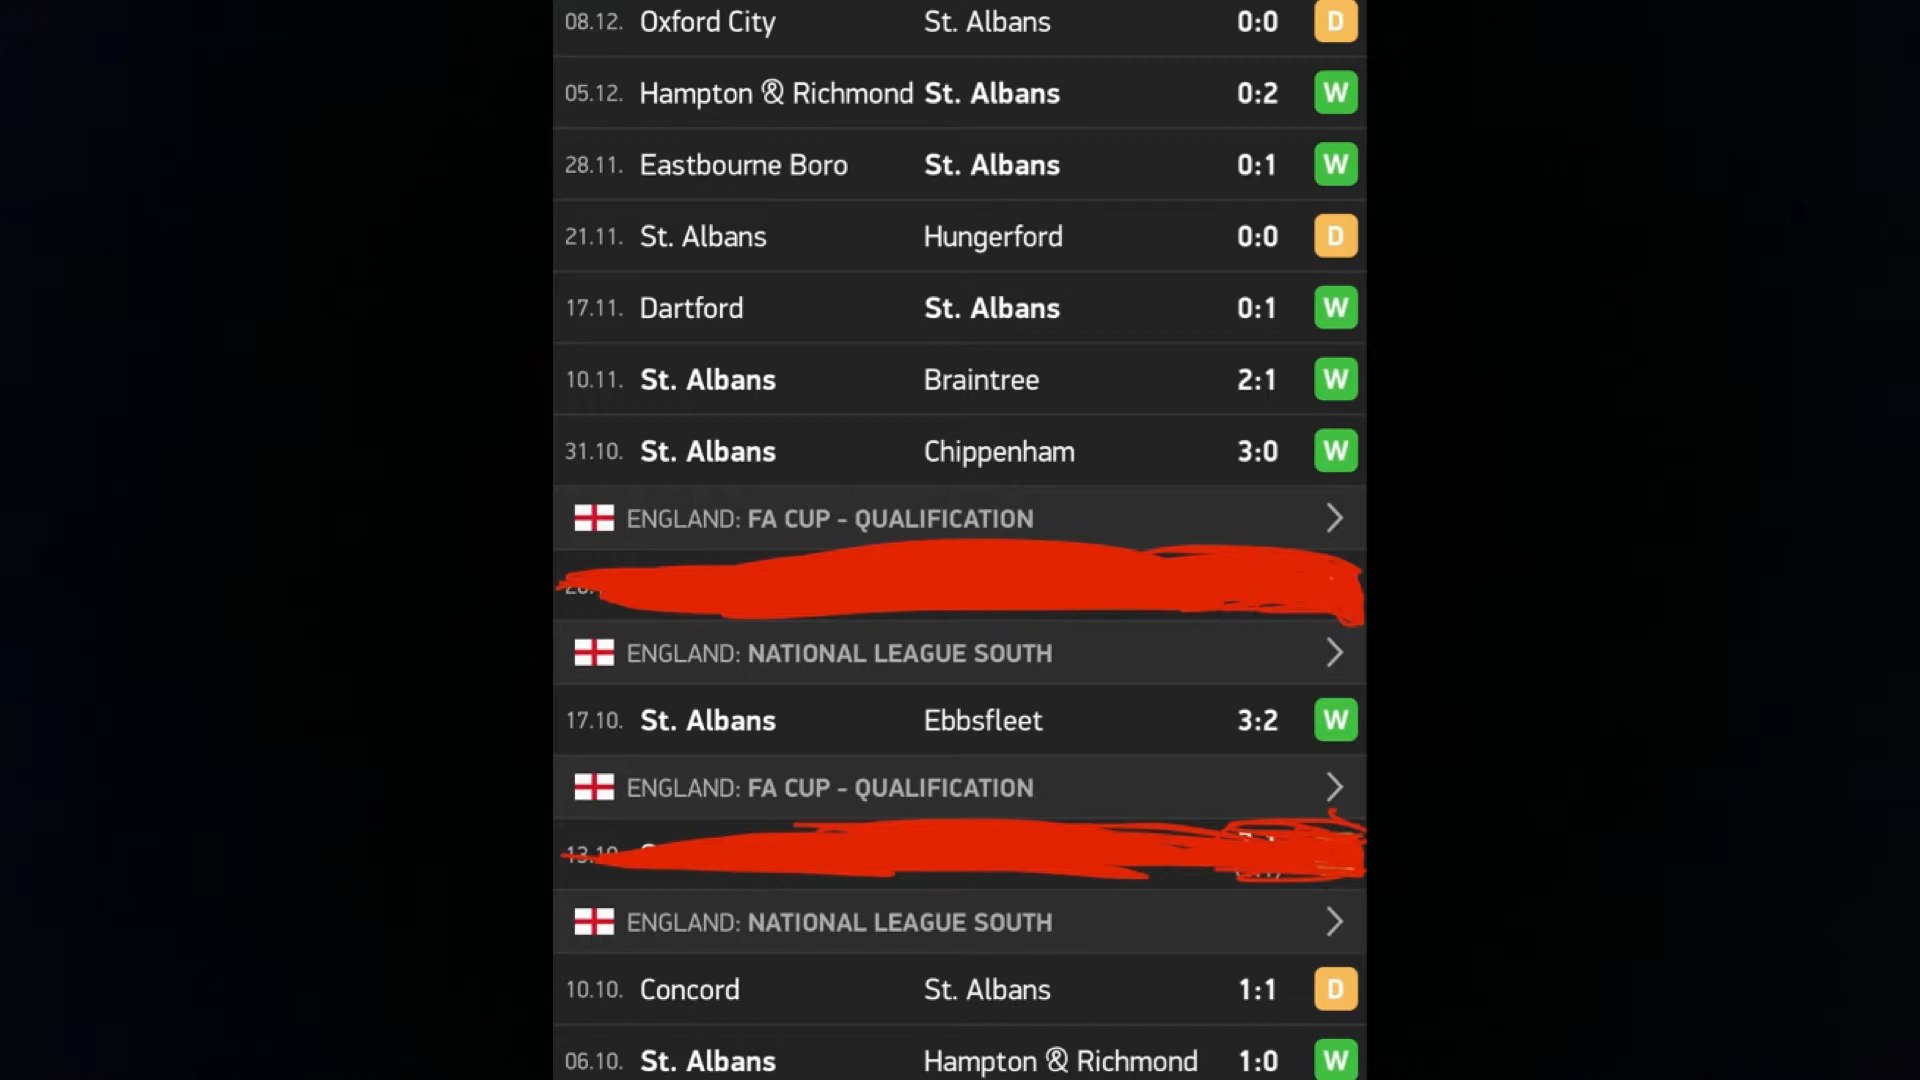 08.12. Oxford City St. Albans 0:0 D
05.12. Hampton & Richmond St. Albans 0:2 W
28.11. Eastbourne Boro St. Albans 0:1 W
21.11. St. Albans Hungerford 0:0 D
17.11. Dartford St. Albans 0:1 W
10.11. St. Albans Braintree 2:1 W
31.10. St. Albans Chippenham 3:0 W
ENGLAND: FA CUP - QUALIFICATION
ENGLAND: NATIONAL LEAGUE SOUTH
17.10. St. Albans Ebbsfleet 3:2 W
ENGLAND: FA CUP - QUALIFICATION
ENGLAND: NATIONAL LEAGUE SOUTH
10.10. Concord St. Albans 1:1 D
06.10. St. Albans Hampton & Richmond 1:0 W